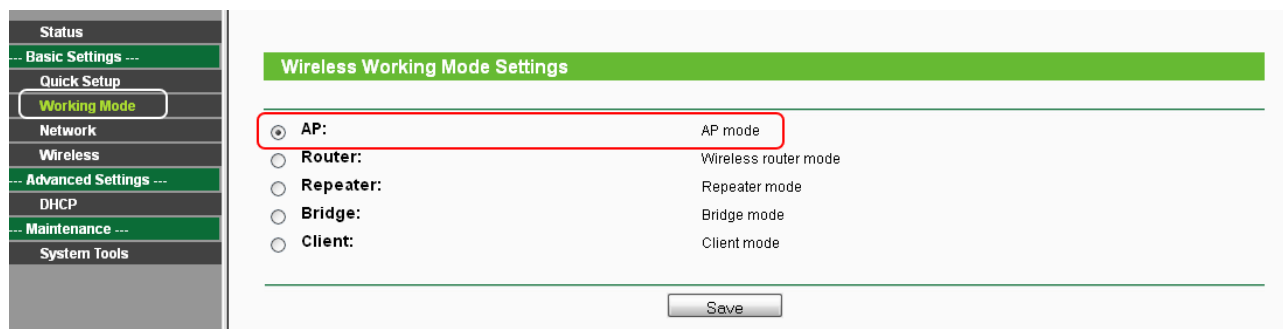 Status
--- Basic Settings ---
Quick Setup
Working Mode
Network
Wireless
--- Advanced Settings ---
DHCP
--- Maintenance ---
System Tools
Wireless Working Mode Settings
AP: AP mode
Router: Wireless router mode
Repeater: Repeater mode
Bridge: Bridge mode
Client: Client mode
Save